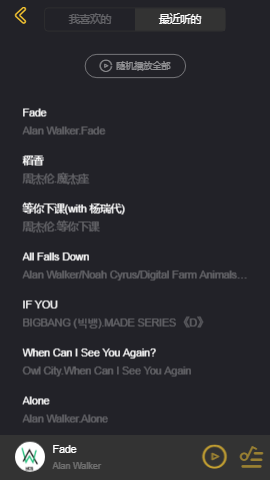 我喜欢的
最近听的
随机播放全部
Fade
Alan Walker.Fade
稻香
周杰伦.魔杰座
等你下课(with 杨瑞代)
周杰伦.等你下课
All Falls Down
Alan Walker/Noah Cyrus/Digital Farm Animals...
IF YOU
BIGBANG (빅뱅).MADE SERIES 《D》
When Can I See You Again?
Owl City.When Can I See You Again
Alone
Alan Walker.Alone
Fade
Alan Walker